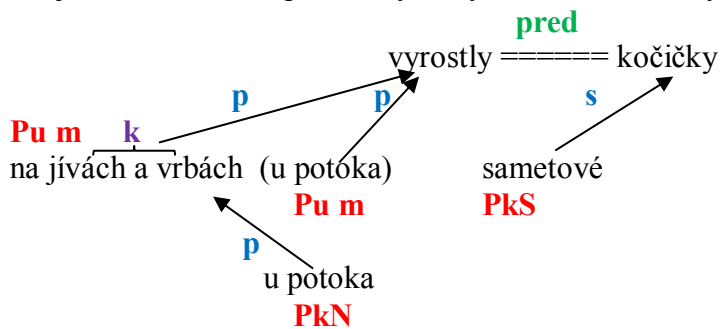 pred
vyrostly ====== kočičky
p p s
Pu m k
na jívách a vrbách (u potoka) sametové
Pu m PkS
p
u potoka
PkN